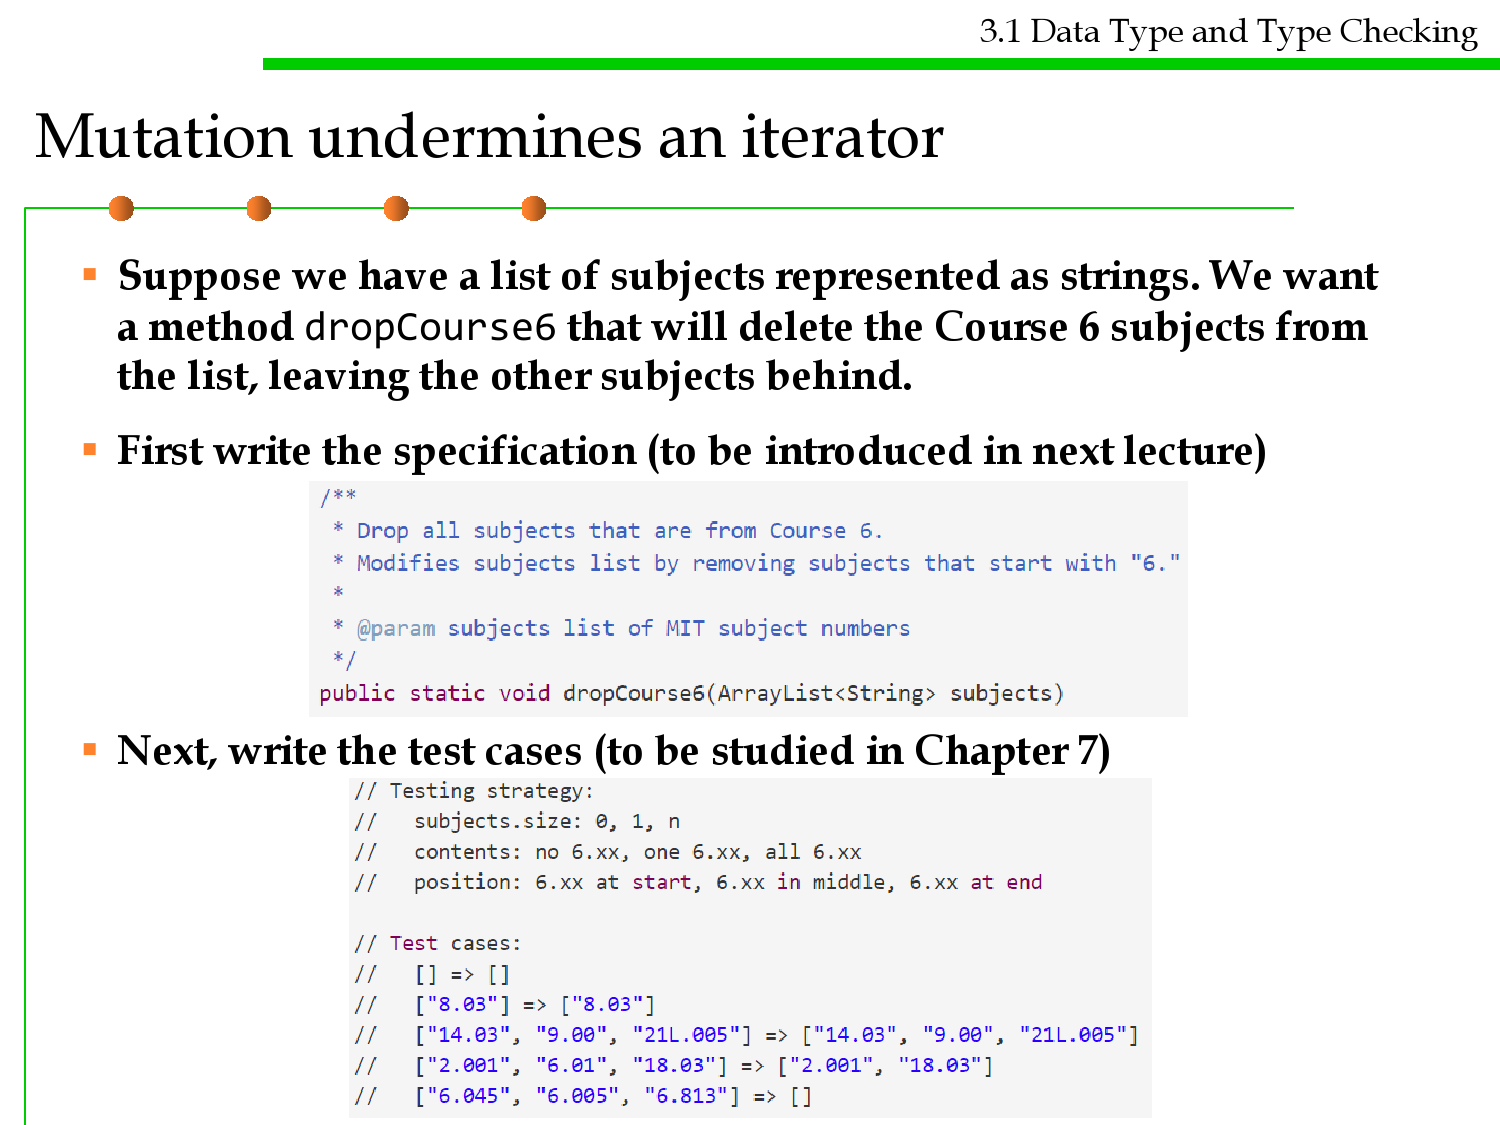 3.1 Data Type and Type Checking
Mutation undermines an iterator
▪ Suppose we have a list of subjects represented as strings. We want
a method dropCourse6 that will delete the Course 6 subjects from
the list, leaving the other subjects behind.
▪ First write the specification (to be introduced in next lecture)
/**
 * Drop all subjects that are from Course 6.
 * Modifies subjects list by removing subjects that start with "6."
 *
 * @param subjects list of MIT subject numbers
 */
public static void dropCourse6(ArrayList<String> subjects)
▪ Next, write the test cases (to be studied in Chapter 7)
// Testing strategy:
//   subjects.size: 0, 1, n
//   contents: no 6.xx, one 6.xx, all 6.xx
//   position: 6.xx at start, 6.xx in middle, 6.xx at end
// Test cases:
//   [] => []
//   ["8.03"] => ["8.03"]
//   ["14.03", "9.00", "21L.005"] => ["14.03", "9.00", "21L.005"]
//   ["2.001", "6.01", "18.03"] => ["2.001", "18.03"]
//   ["6.045", "6.005", "6.813"] => []